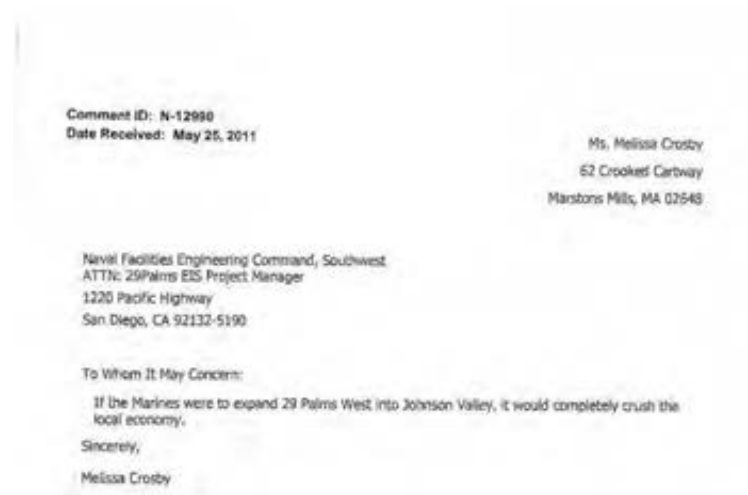 Comment ID: N-12990
Date Received: May 25, 2011
Ms. Melissa Crosby
62 Crooked Cartway
Marstons Mills, MA 02648
Naval Facilities Engineering Command, Southwest
ATTN: 29Palms EIS Project Manager
1220 Pacific Highway
San Diego, CA 92132-5190
To Whom It May Concern:
If the Marines were to expand 29 Palms West into Johnson Valley, it would completely crush the
local economy.
Sincerely,
Melissa Crosby